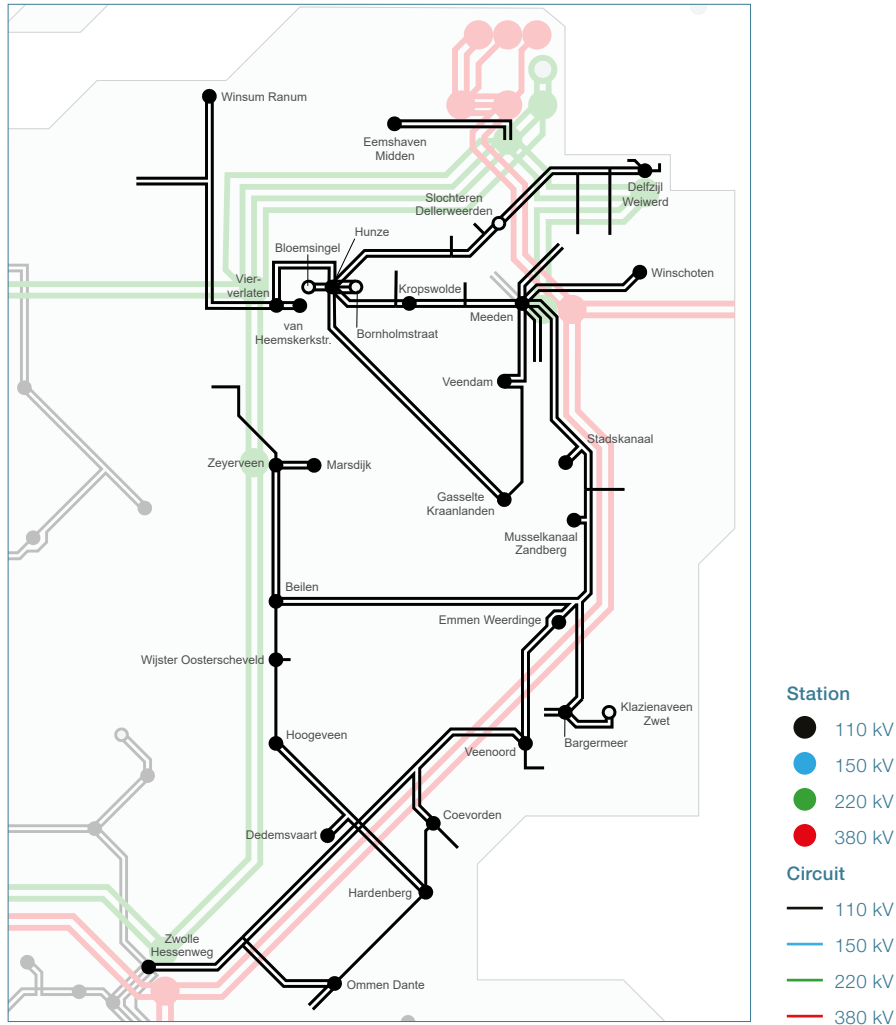 Winsum Ranum
Eemshaven
Midden
Delfzijl
Weiwerd
Slochteren
Dellerweerden
Hunze
Bloemsingel
Winschoten
Vier-
verlaten
Kropswolde
van
Heemskerkstr.
Bornholmstraat
Meeden
Veendam
Stadskanaal
Zeyerveen
Marsdijk
Gasselte
Kraanlanden
Musselkanaal
Zandberg
Beilen
Emmen Weerdinge
Wijster Oosterscheveld
Klazienaveen
Zwet
Hoogeveen
Veenoord
Bargermeer
Coevorden
Dedemsvaart
Hardenberg
Zwolle
Hessenweg
Ommen Dante
Station
110 kV
150 kV
220 kV
380 kV
Circuit
110 kV
150 kV
220 kV
380 kV